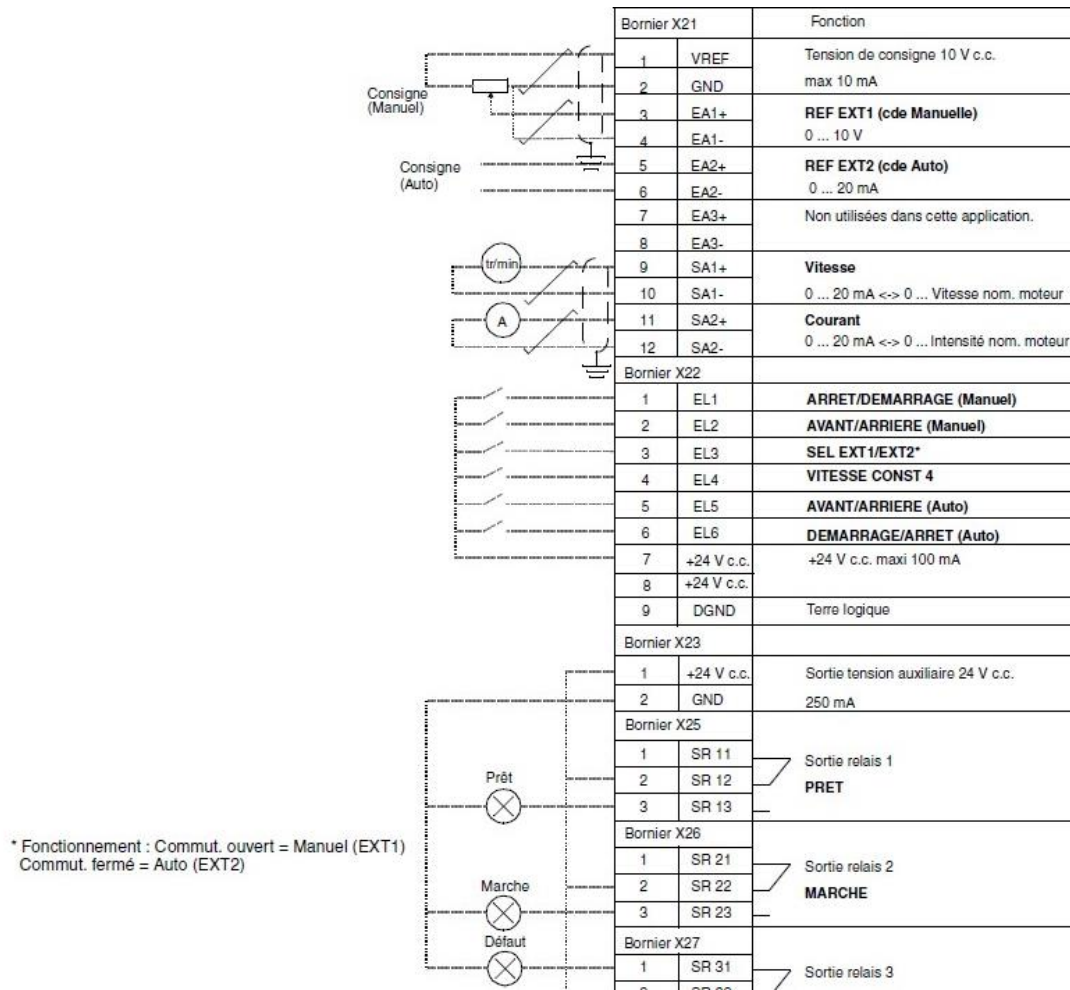 Bornier X21 Fonction
1 VREF Tension de consigne 10 V c.c.
2 GND max 10 mA
Consigne
(Manuel)
3 EA1+ REF EXT1 (cde Manuelle)
4 EA1- 0 ... 10 V
Consigne
(Auto)
5 EA2+ REF EXT2 (cde Auto)
6 EA2- 0 ... 20 mA
7 EA3+ Non utilisées dans cette application.
8 EA3-
tr/min
9 SA1+ Vitesse
10 SA1- 0 ... 20 mA <-> 0 ... Vitesse nom. moteur
A
11 SA2+ Courant
12 SA2- 0 ... 20 mA <-> 0 ... Intensité nom. moteur
Bornier X22
1 EL1 ARRET/DEMARRAGE (Manuel)
2 EL2 AVANT/ARRIERE (Manuel)
3 EL3 SEL EXT1/EXT2*
4 EL4 VITESSE CONST 4
5 EL5 AVANT/ARRIERE (Auto)
6 EL6 DEMARRAGE/ARRET (Auto)
7 +24 V c.c. +24 V c.c. maxi 100 mA
8 +24 V c.c.
9 DGND Terre logique
Bornier X23
1 +24 V c.c. Sortie tension auxiliaire 24 V c.c.
2 GND 250 mA
Bornier X25
1 SR 11 Sortie relais 1
Prêt
2 SR 12 PRET
3 SR 13
* Fonctionnement : Commut. ouvert = Manuel (EXT1)
Commut. fermé = Auto (EXT2)
Bornier X26
1 SR 21 Sortie relais 2
Marche
2 SR 22 MARCHE
3 SR 23
Défaut
Bornier X27
1 SR 31 Sortie relais 3